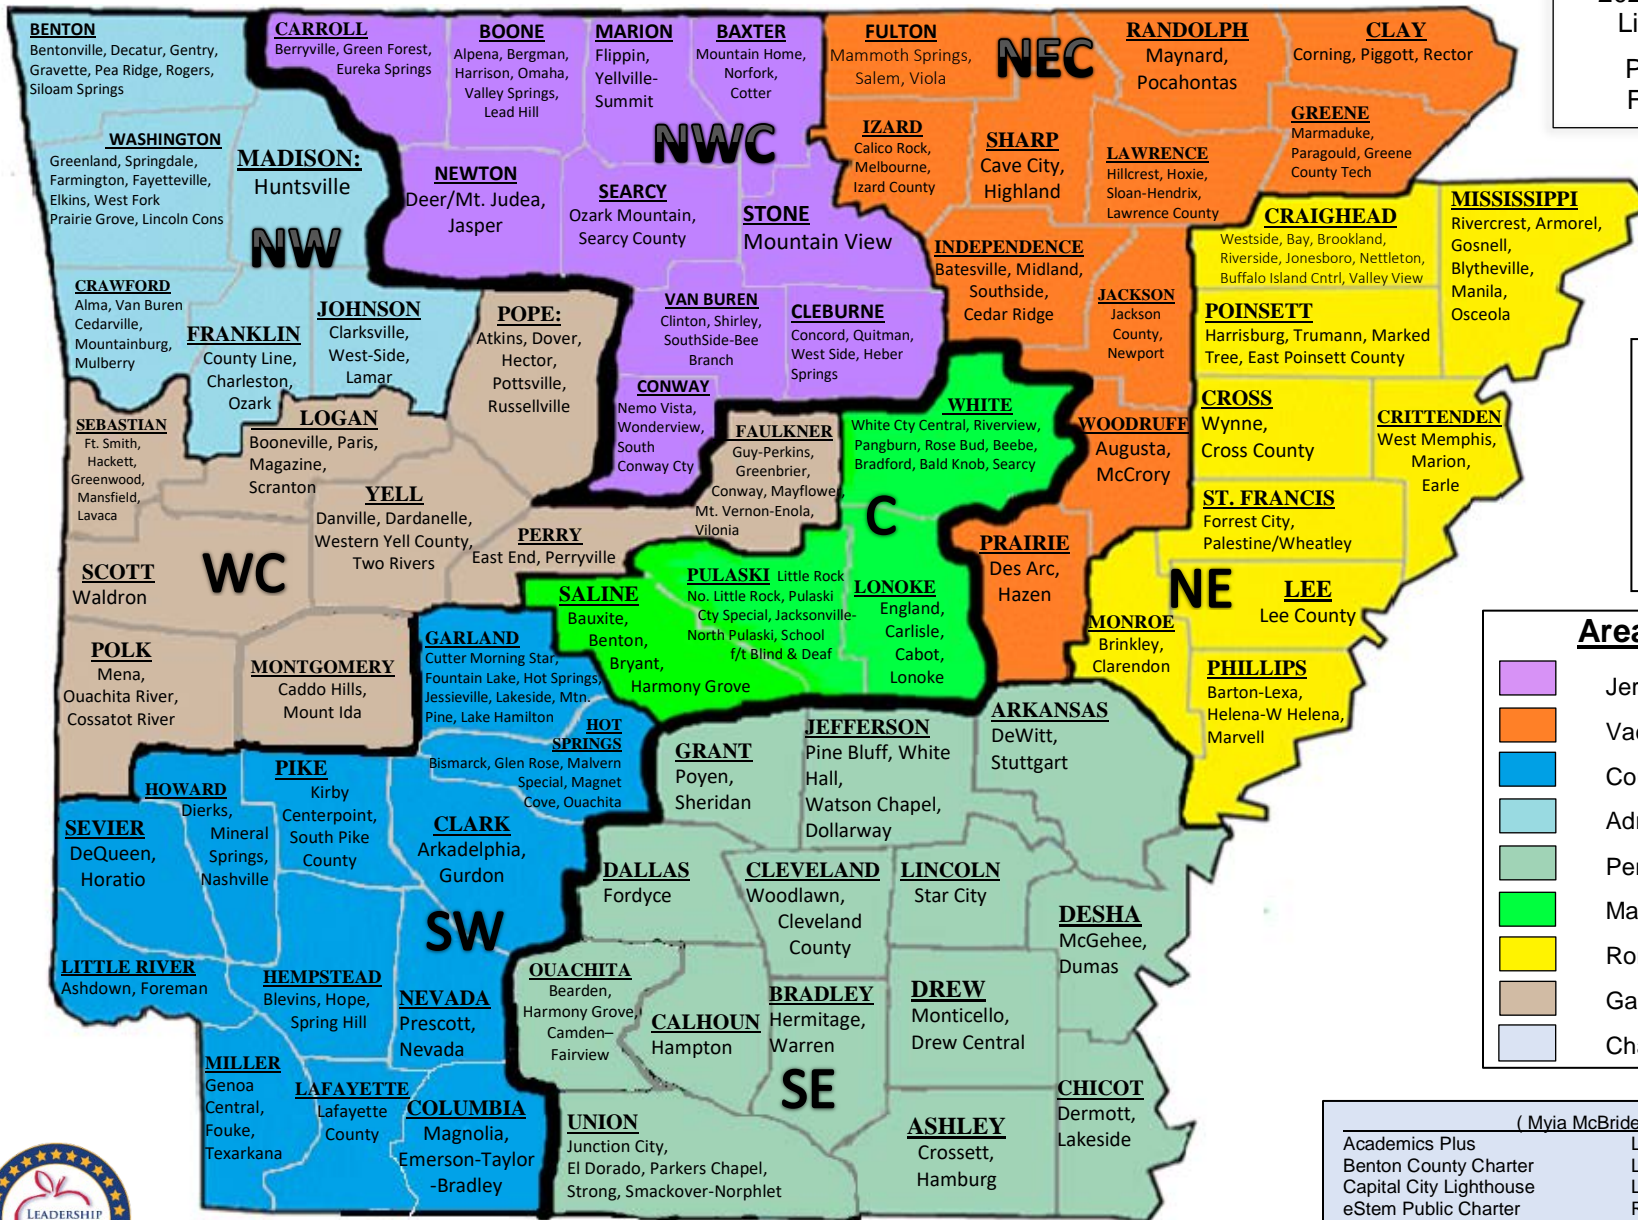 BENTON
Bentonville, Decatur, Gentry,
Gravette, Pea Ridge, Rogers,
Siloam Springs
WASHINGTON
Greenland, Springdale,
Farmington, Fayetteville,
Elkins, West Fork
Prairie Grove, Lincoln Cons
MADISON:
Huntsville
NW
CRAWFORD
Alma, Van Buren
Cedarville,
Mountainburg,
Mulberry
FRANKLIN
County Line,
Charleston,
Ozark
JOHNSON
Clarksville,
West-Side,
Lamar
CARROLL
Berryville, Green Forest,
Eureka Springs
BOONE
Alpena, Bergman,
Harrison, Omaha,
Valley Springs,
Lead Hill
MARION
Flippin,
Yellville-
Summit
BAXTER
Mountain Home,
Norfork,
Cotter
NWC
NEWTON
Deer/Mt. Judea,
Jasper
SEARCY
Ozark Mountain,
Searcy County
STONE
Mountain View
VAN BUREN
Clinton, Shirley,
SouthSide-Bee
Branch
CLEBURNE
Concord, Quitman,
West Side, Heber
Springs
CONWAY
Nemo Vista,
Wonderview,
South
Conway Cty
FULTON
Mammoth Springs,
Salem, Viola
NEC
RANDOLPH
Maynard,
Pocahontas
CLAY
Corning, Piggott, Rector
IZARD
Calico Rock,
Melbourne,
Izard County
SHARP
Cave City,
Highland
LAWRENCE
Hillcrest, Hoxie,
Sloan-Hendrix,
Lawrence County
GREENE
Marmaduke,
Paragould, Greene
County Tech
INDEPENDENCE
Batesville, Midland,
Southside,
Cedar Ridge
JACKSON
Jackson
County,
Newport
WOODRUFF
Augusta,
McCrory
PRAIRIE
Des Arc,
Hazen
CRAIGHEAD
Westside, Bay, Brookland,
Riverside, Jonesboro, Nettleton,
Buffalo Island Cntrl, Valley View
MISSISSIPPI
Rivercrest, Armorel,
Gosnell,
Blytheville,
Manila,
Osceola
POINSETT
Harrisburg, Trumann, Marked
Tree, East Poinsett County
CROSS
Wynne,
Cross County
CRITTENDEN
West Memphis,
Marion,
Earle
ST. FRANCIS
Forrest City,
Palestine/Wheatley
NE
LEE
Lee County
MONROE
Brinkley,
Clarendon
PHILLIPS
Barton-Lexa,
Helena-W Helena,
Marvell
POPE:
Atkins, Dover,
Hector,
Pottsville,
Russellville
SEBASTIAN
Ft. Smith,
Hackett,
Greenwood,
Mansfield,
Lavaca
LOGAN
Booneville, Paris,
Magazine,
Scranton
YELL
Danville, Dardanelle,
Western Yell County,
Two Rivers
FAULKNER
Guy-Perkins,
Greenbrier,
Conway, Mayflower,
Mt. Vernon-Enola,
Vilonia
PERRY
East End, Perryville
WC
SCOTT
Waldron
POLK
Mena,
Ouachita River,
Cossatot River
MONTGOMERY
Caddo Hills,
Mount Ida
WHITE
White Cty Central, Riverview,
Pangburn, Rose Bud, Beebe,
Bradford, Bald Knob, Searcy
C
SALINE
Bauxite,
Benton,
Bryant,
Harmony Grove
PULASKI Little Rock
No. Little Rock, Pulaski
Cty Special, Jacksonville-
North Pulaski, School
f/t Blind & Deaf
LONOKE
England,
Carlisle,
Cabot,
Lonoke
GARLAND
Cutter Morning Star,
Fountain Lake, Hot Springs,
Jessieville, Lakeside, Mtn.
Pine, Lake Hamilton
HOT
SPRINGS
Bismarck, Glen Rose, Malvern
Special, Magnet
Cove, Ouachita
HOWARD
Dierks,
Mineral
Springs,
Nashville
PIKE
Kirby
Centerpoint,
South Pike
County
CLARK
Arkadelphia,
Gurdon
SEVIER
DeQueen,
Horatio
SW
LITTLE RIVER
Ashdown, Foreman
HEMPSTEAD
Blevins, Hope,
Spring Hill
NEVADA
Prescott,
Nevada
MILLER
Genoa
Central,
Fouke,
Texarkana
LAFAYETTE
Lafayette
County
COLUMBIA
Magnolia,
Emerson-Taylor
-Bradley
GRANT
Poyen,
Sheridan
JEFFERSON
Pine Bluff, White
Hall,
Watson Chapel,
Dollarway
ARKANSAS
DeWitt,
Stuttgart
DALLAS
Fordyce
CLEVELAND
Woodlawn,
Cleveland
County
LINCOLN
Star City
DESHA
McGehee,
Dumas
OUACHITA
Bearden,
Harmony Grove,
Camden–
Fairview
CALHOUN
Hampton
BRADLEY
Hermitage,
Warren
DREW
Monticello,
Drew Central
SE
UNION
Junction City,
El Dorado, Parkers Chapel,
Strong, Smackover-Norphlet
ASHLEY
Crossett,
Hamburg
CHICOT
Dermott,
Lakeside
Li
P
F
Area
Jer
Va
Co
Adr
Per
Ma
Ro
Ga
Cha
( Myia McBride
Academics Plus L
Benton County Charter L
Capital City Lighthouse L
eStem Public Charter F
LEADERSHIP